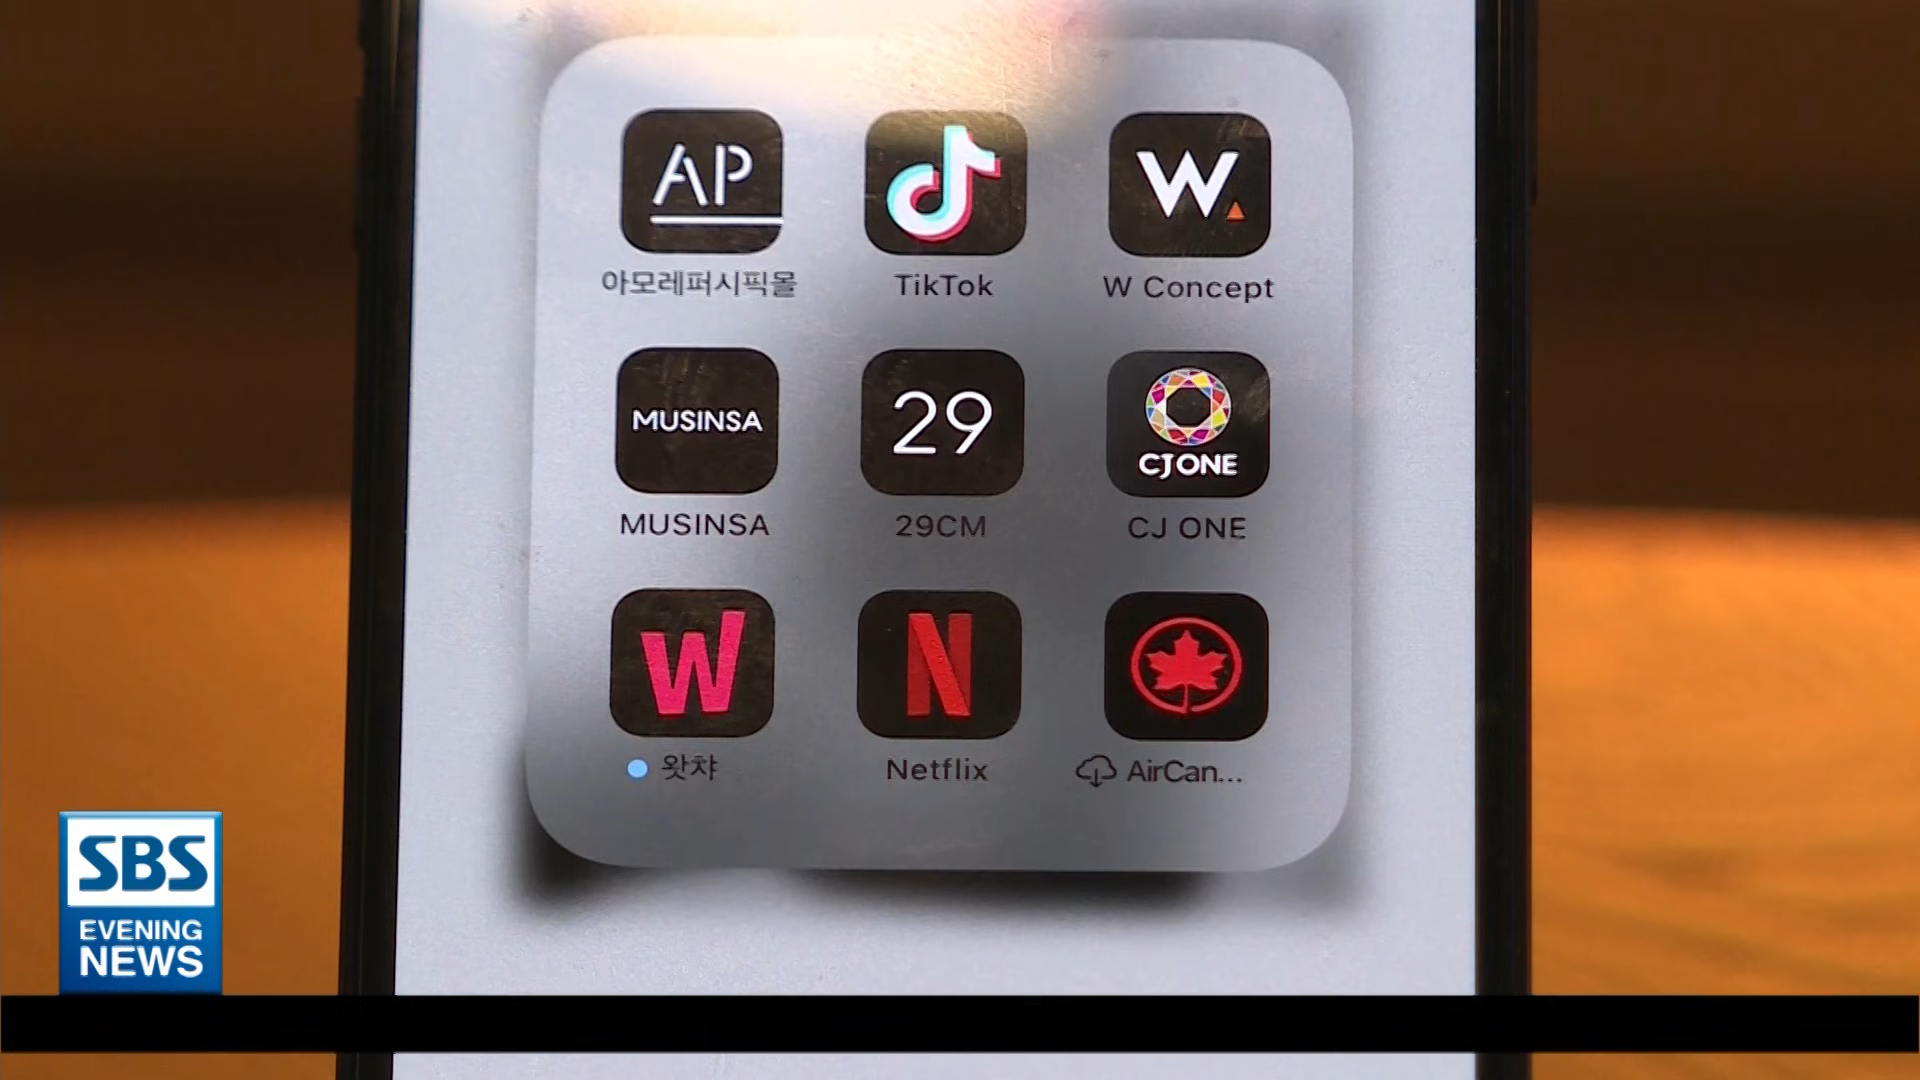 AP
아모레퍼시픽몰
TikTok
W
W Concept
MUSINSA
MUSINSA
29
29CM
CJONE
CJ ONE
W
왓챠
N
Netflix
AirCan...
SBS
EVENING
NEWS